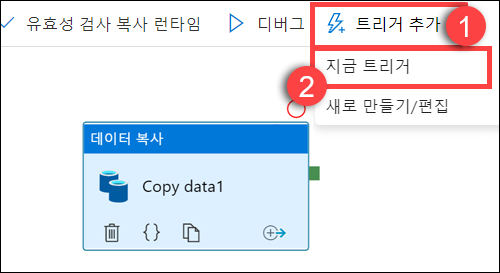 유효성 검사 복사 런타임 디버그 트리거 추가 1
지금 트리거
2
새로 만들기/편집
데이터 복사
Copy data1
{}